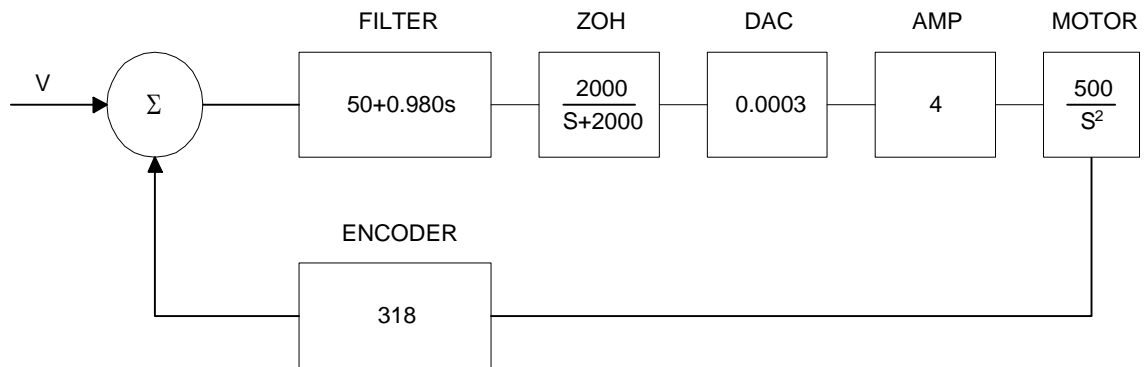 FILTER
ZOH
DAC
AMP
MOTOR
V
Σ
50+0.980s
2000
S+2000
0.0003
4
500
S²
ENCODER
318